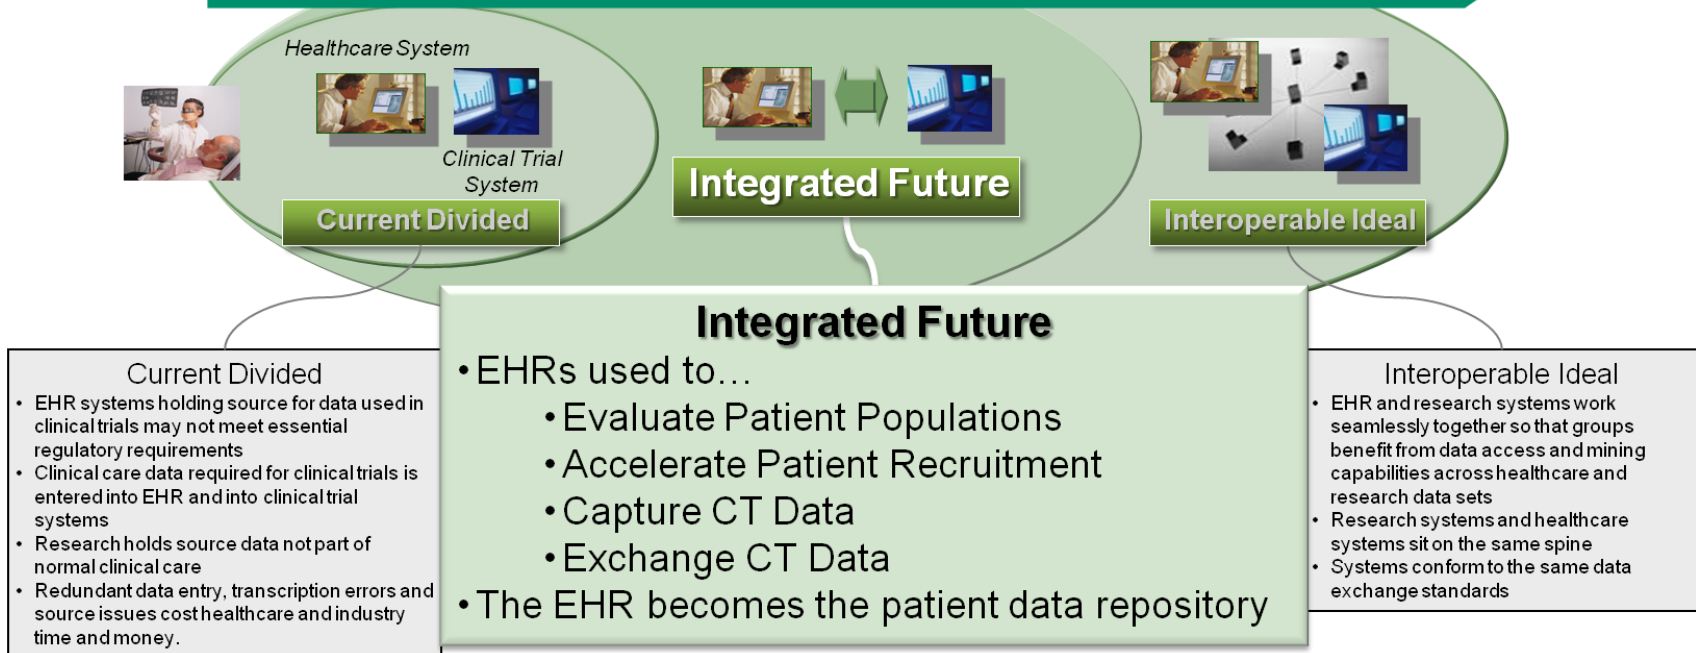 Healthcare System
Clinical Trial
System
Current Divided
Integrated Future
Interoperable Ideal
Current Divided
• EHR systems holding source for data used in
clinical trials may not meet essential
regulatory requirements
• Clinical care data required for clinical trials is
entered into EHR and into clinical trial
systems
• Research holds source data not part of
normal clinical care
• Redundant data entry, transcription errors and
source issues cost healthcare and industry
time and money.
Integrated Future
• EHRs used to…
• Evaluate Patient Populations
• Accelerate Patient Recruitment
• Capture CT Data
• Exchange CT Data
• The EHR becomes the patient data repository
Interoperable Ideal
• EHR and research systems work
seamlessly together so that groups
benefit from data access and mining
capabilities across healthcare and
research data sets
• Research systems and healthcare
systems sit on the same spine
• Systems conform to the same data
exchange standards